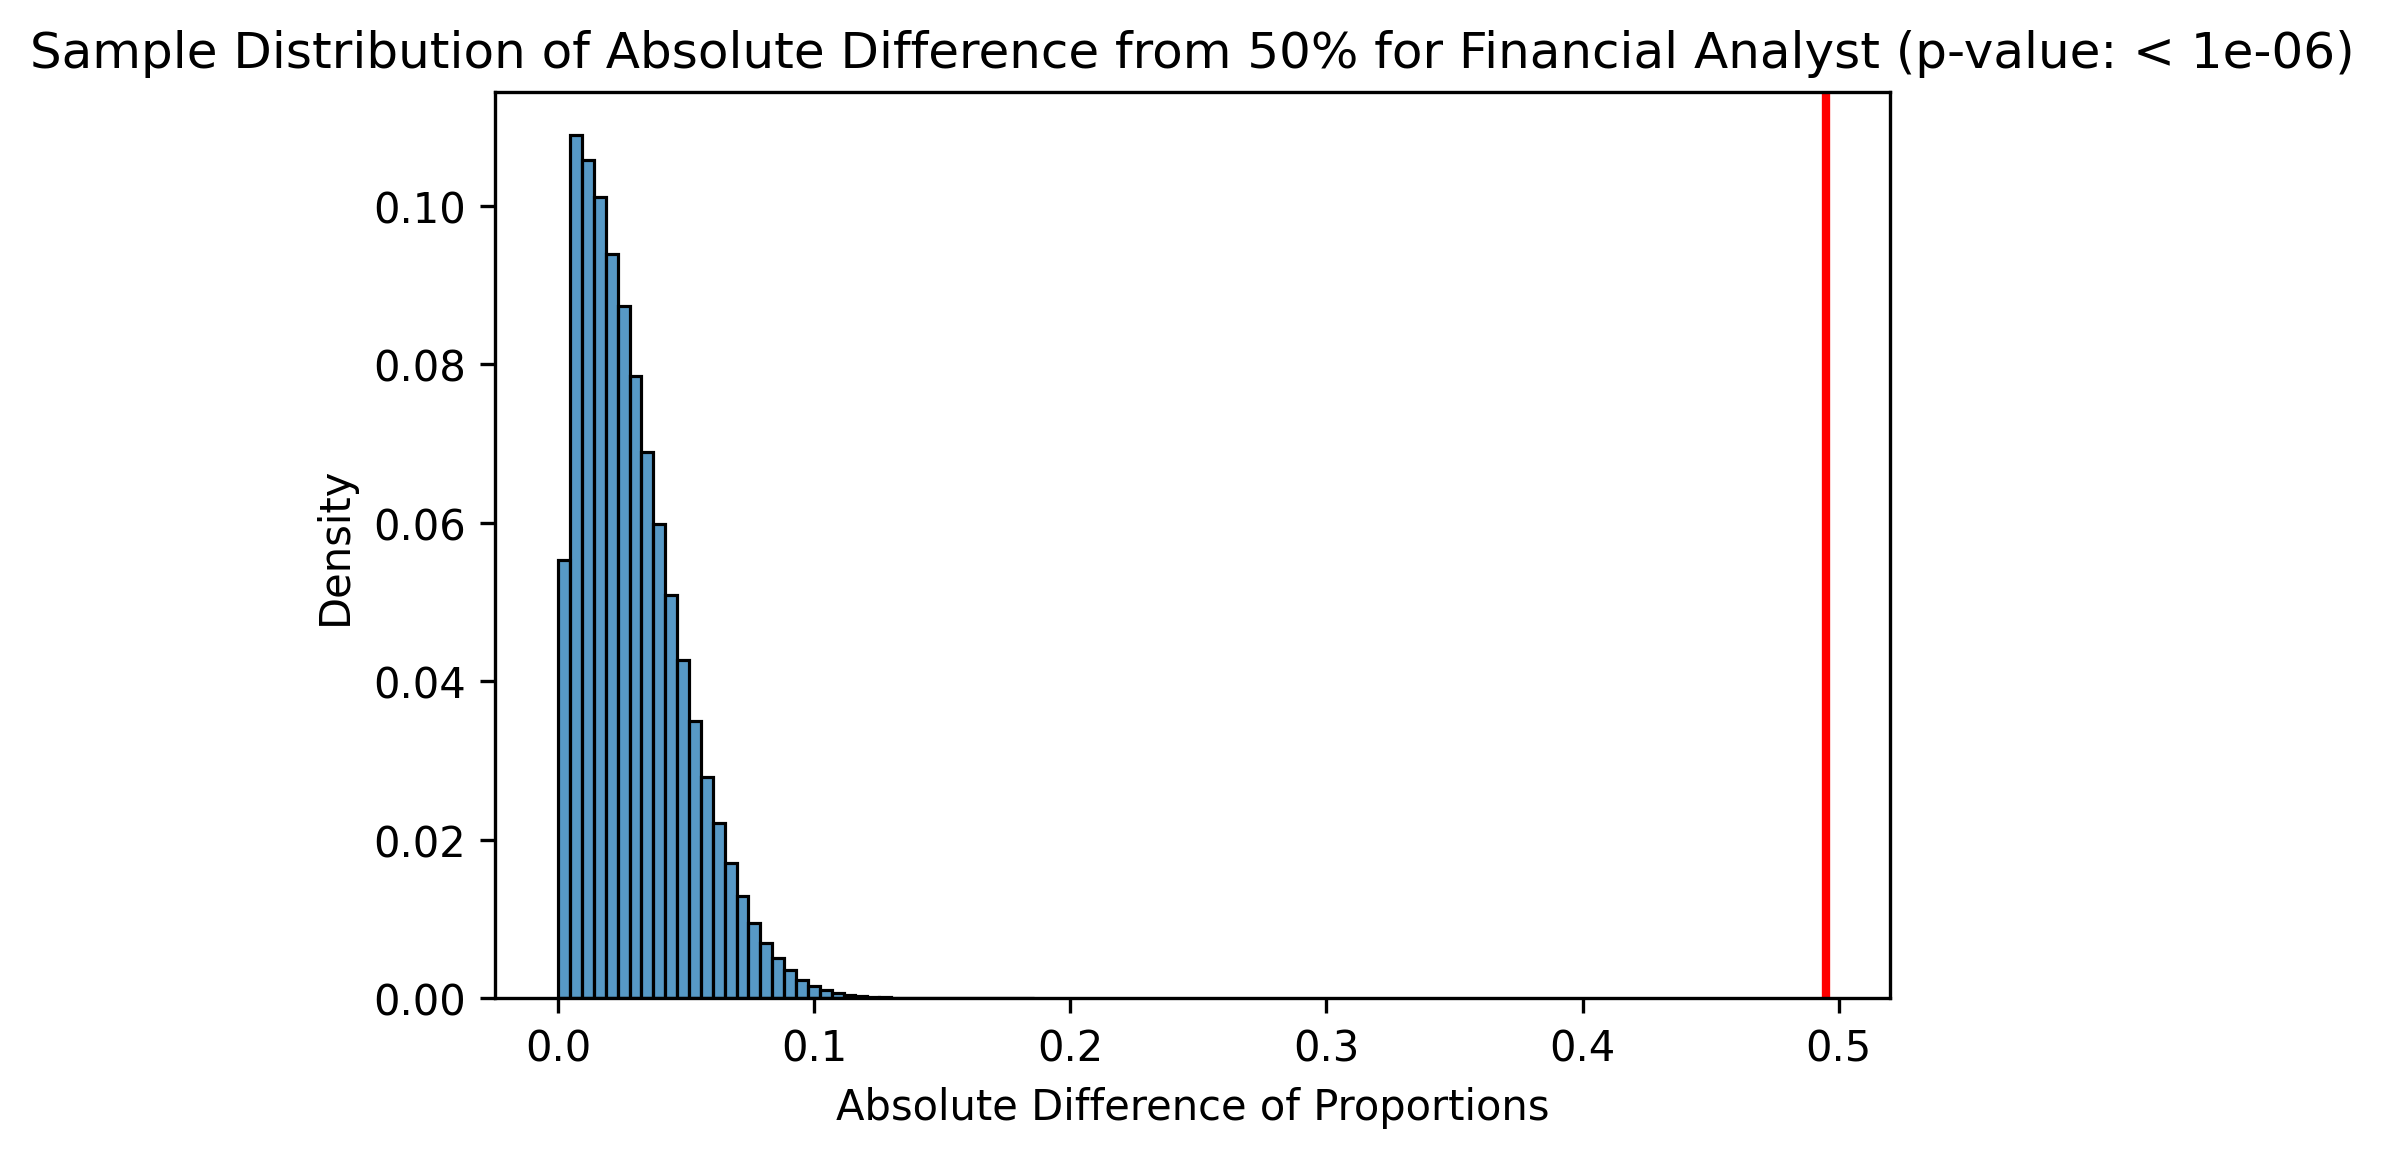 Sample Distribution of Absolute Difference from 50% for Financial Analyst (p-value: < 1e-06)
Density
0.10
0.08
0.06
0.04
0.02
0.00
0.0 0.1 0.2 0.3 0.4 0.5
Absolute Difference of Proportions